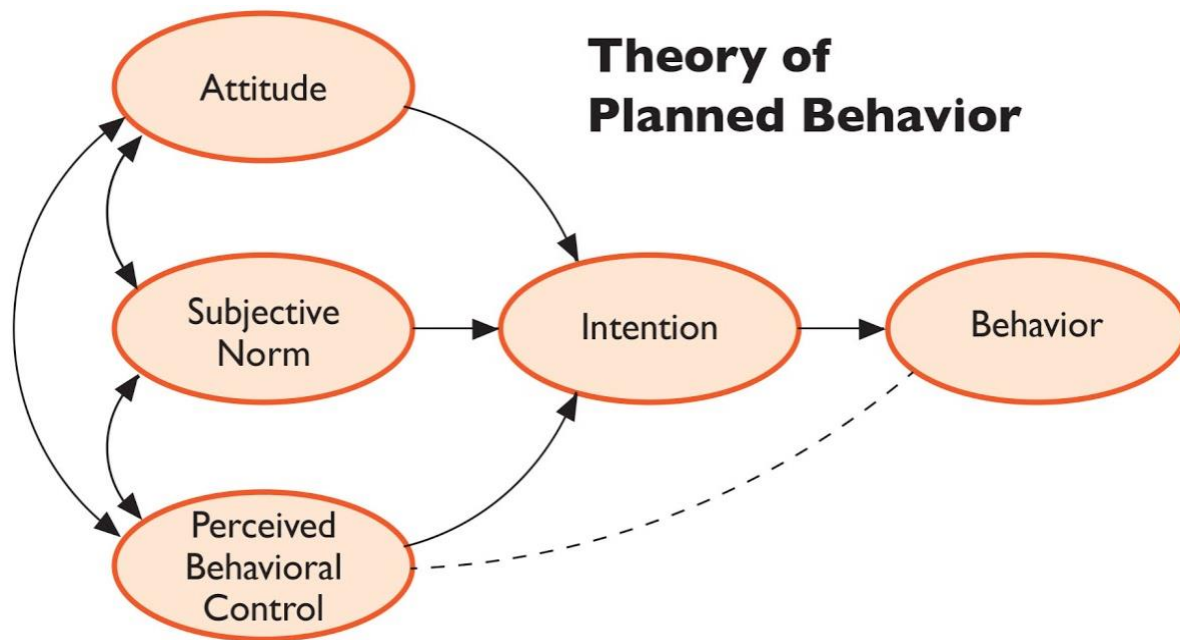 Theory of
Planned Behavior
Attitude
Subjective
Norm
Intention
Behavior
Perceived
Behavioral
Control